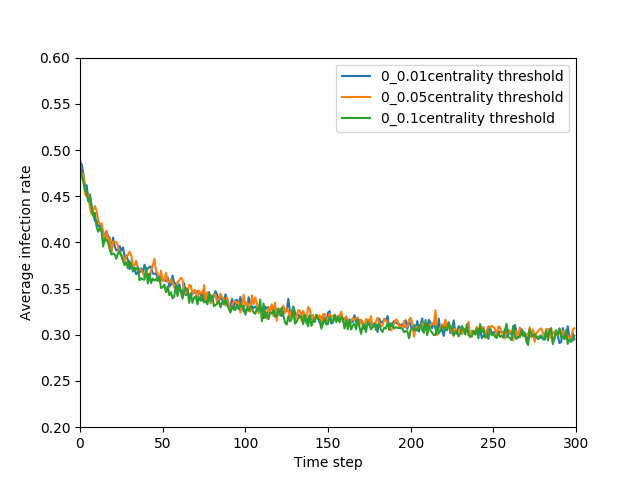 0.60
0.55
0.50
0.45
0.40
0.35
0.30
0.25
0.20
Average infection rate
0_0.01centrality threshold
0_0.05centrality threshold
0_0.1centrality threshold
0 50 100 150 200 250 300
Time step